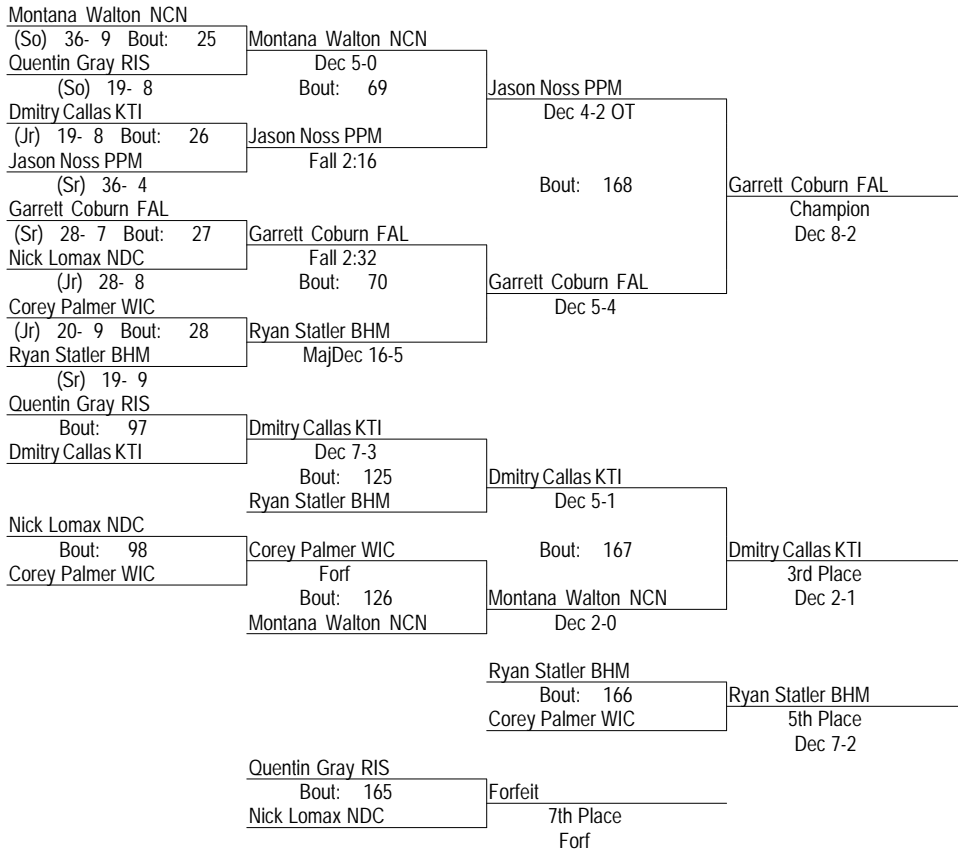 Montana Walton NCN
(So) 36- 9 Bout: 25
Quentin Gray RIS
(So) 19- 8
Dmitry Callas KTI
(Jr) 19- 8 Bout: 26
Jason Noss PPM
(Sr) 36- 4
Garrett Coburn FAL
(Sr) 28- 7 Bout: 27
Nick Lomax NDC
(Jr) 28- 8
Corey Palmer WIC
(Jr) 20- 9 Bout: 28
Ryan Statler BHM
(Sr) 19- 9
Montana Walton NCN
Dec 5-0
Bout: 69
Jason Noss PPM
Fall 2:16
Garrett Coburn FAL
Fall 2:32
Bout: 70
Ryan Statler BHM
MajDec 16-5
Jason Noss PPM
Dec 4-2 OT
Bout: 168
Garrett Coburn FAL
Dec 5-4
Garrett Coburn FAL
Champion
Dec 8-2
Quentin Gray RIS
Bout: 97
Dmitry Callas KTI
Nick Lomax NDC
Bout: 98
Corey Palmer WIC
Dmitry Callas KTI
Dec 7-3
Bout: 125
Ryan Statler BHM
Corey Palmer WIC
Forf
Bout: 126
Montana Walton NCN
Dmitry Callas KTI
Dec 5-1
Bout: 167
Montana Walton NCN
Dec 2-0
Dmitry Callas KTI
3rd Place
Dec 2-1
Ryan Statler BHM
Bout: 166
Corey Palmer WIC
Ryan Statler BHM
5th Place
Dec 7-2
Quentin Gray RIS
Bout: 165
Nick Lomax NDC
Forfeit
7th Place
Forf